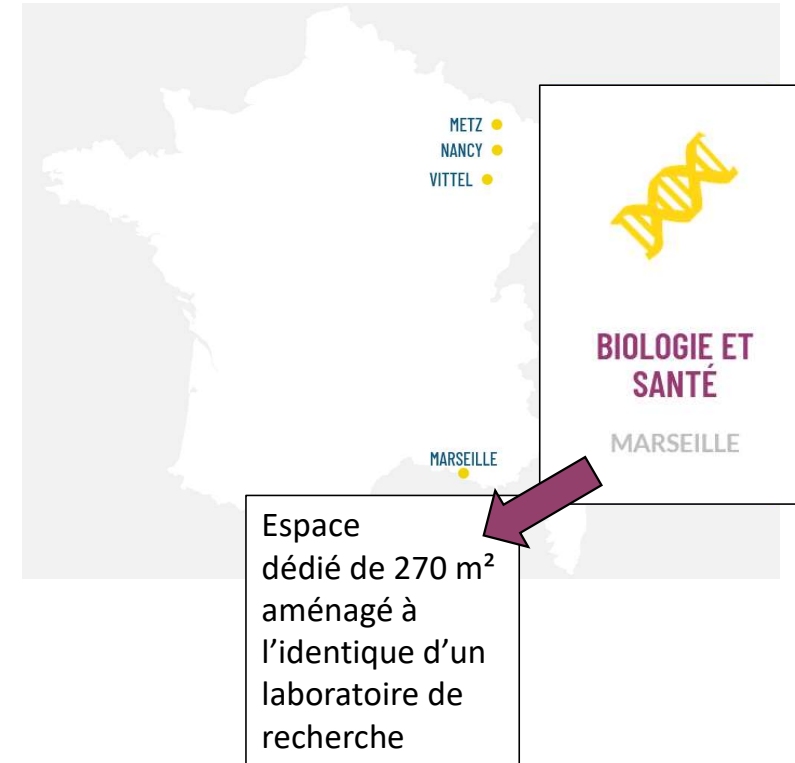 METZ
NANCY
VITTEL
BIOLOGIE ET
SANTÉ
MARSEILLE
MARSEILLE
Espace
dédié de 270 m²
aménagé à
l’identique d’un
laboratoire de
recherche